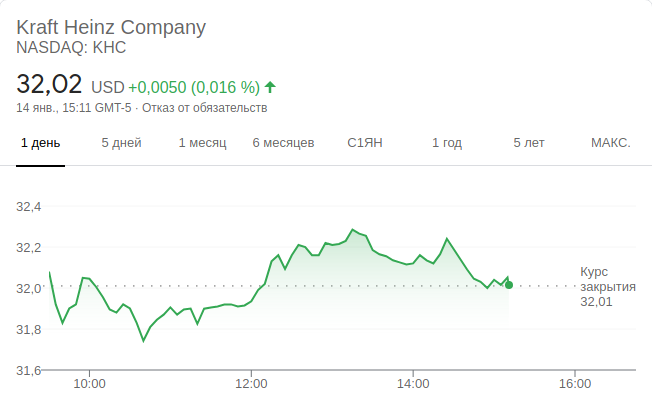 Kraft Heinz Company
NASDAQ: KHC
32,02 USD +0,0050 (0,016 %)
14 янв., 15:11 GMT-5 · Отказ от обязательств
1 день 5 дней 1 месяц 6 месяцев С1ЯН 1 год 5 лет МАКС.
32,4
32,2
32,0
31,8
31,6
Курс
закрытия
32,01
10:00 12:00 14:00 16:00